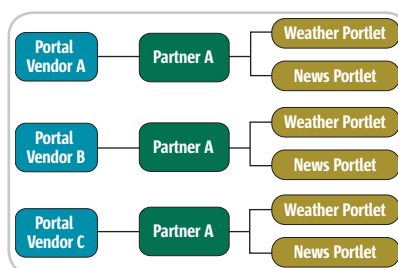 Portal
Vendor A
Partner A
Weather Portlet
News Portlet
Portal
Vendor B
Partner A
Weather Portlet
News Portlet
Portal
Vendor C
Partner A
Weather Portlet
News Portlet